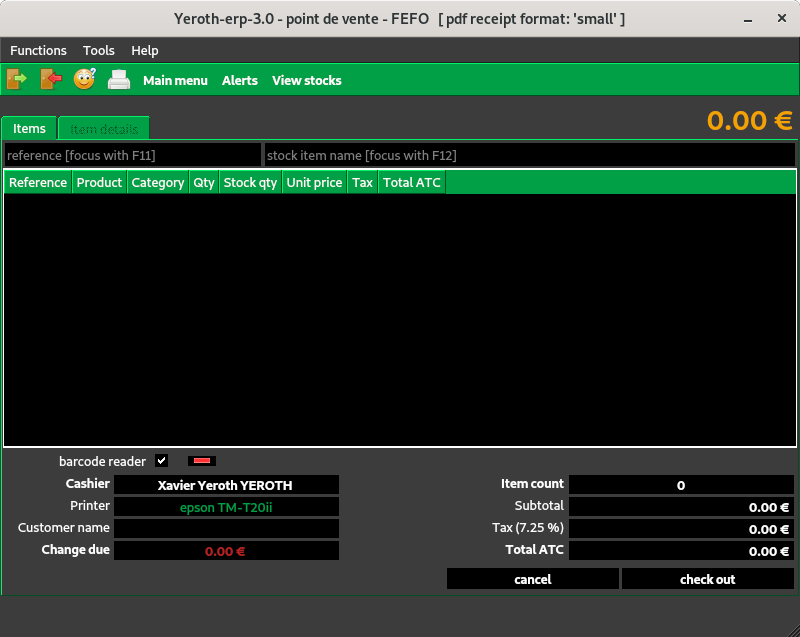 Yeroth-erp-3.0 - point de vente - FEFO [ pdf receipt format: 'small' ]
Functions Tools Help
Main menu Alerts View stocks
0.00 €
Items Item details
reference [focus with F11] stock item name [focus with F12]
Reference Product Category Qty Stock qty Unit price Tax Total ATC
barcode reader
Cashier Xavier Yeroth YEROTH Item count 0
Printer epson TM-T20ii Subtotal 0.00 €
Customer name Tax (7.25 %) 0.00 €
Change due 0.00 € Total ATC 0.00 €
cancel check out